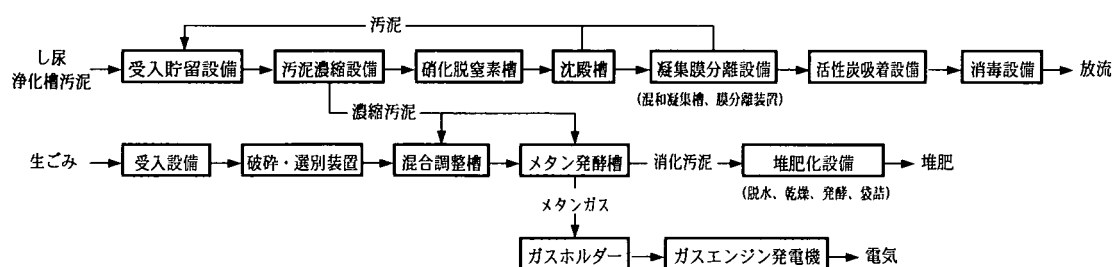 汚泥
し尿
浄化槽汚泥
受入貯留設備
汚泥濃縮設備
硝化脱窒素槽
沈殿槽
凝集膜分離設備
活性炭吸着設備
消毒設備
放流
(混和凝集槽、膜分離装置)
濃縮汚泥
生ごみ
受入設備
破砕・選別装置
混合調整槽
メタン発酵槽
消化汚泥
堆肥化設備
堆肥
(脱水、乾燥、発酵、袋詰)
メタンガス
ガスホルダー
ガスエンジン発電機
電気